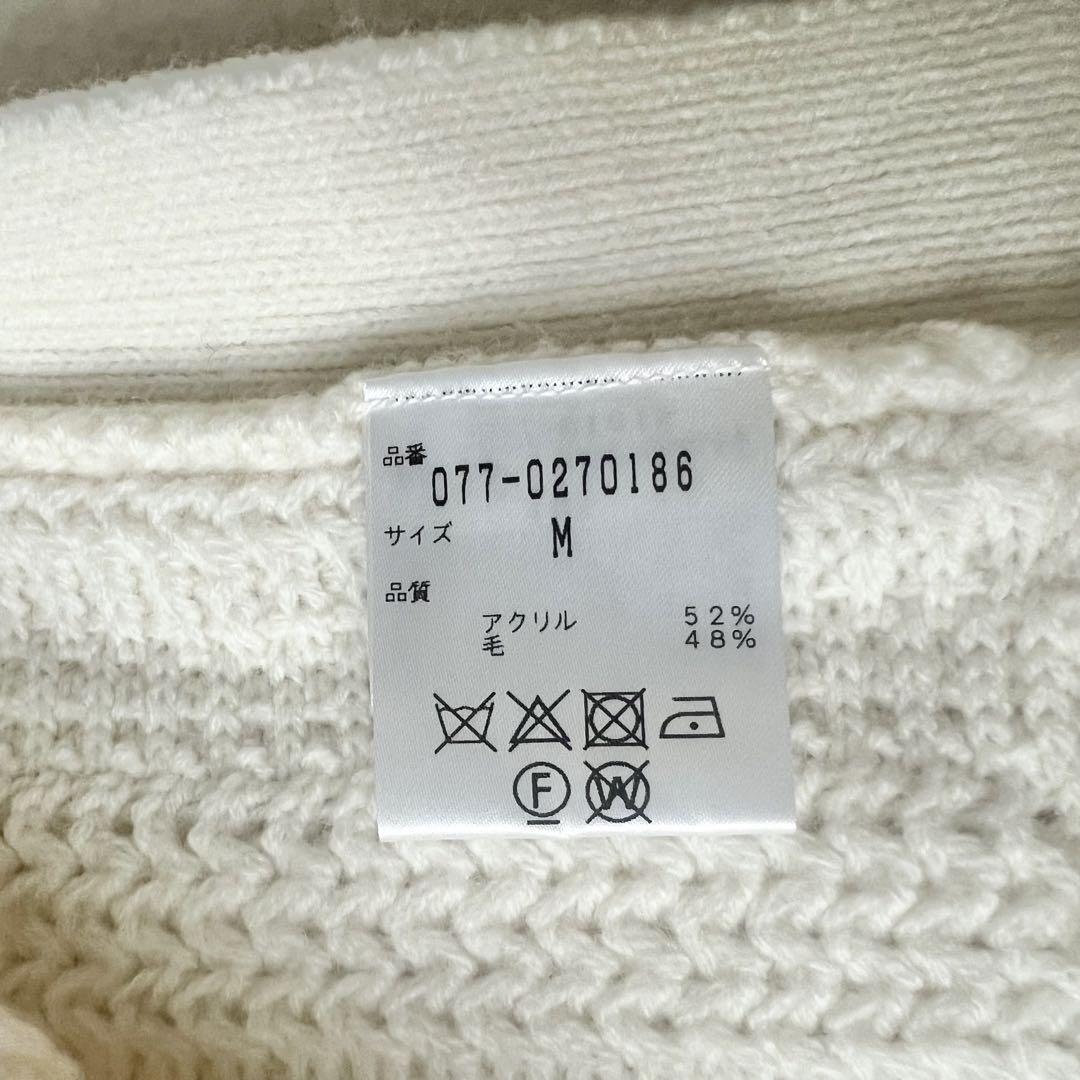 品番
077-0270186
サイズ M
品質
アクリル 52%
毛 48%
F W